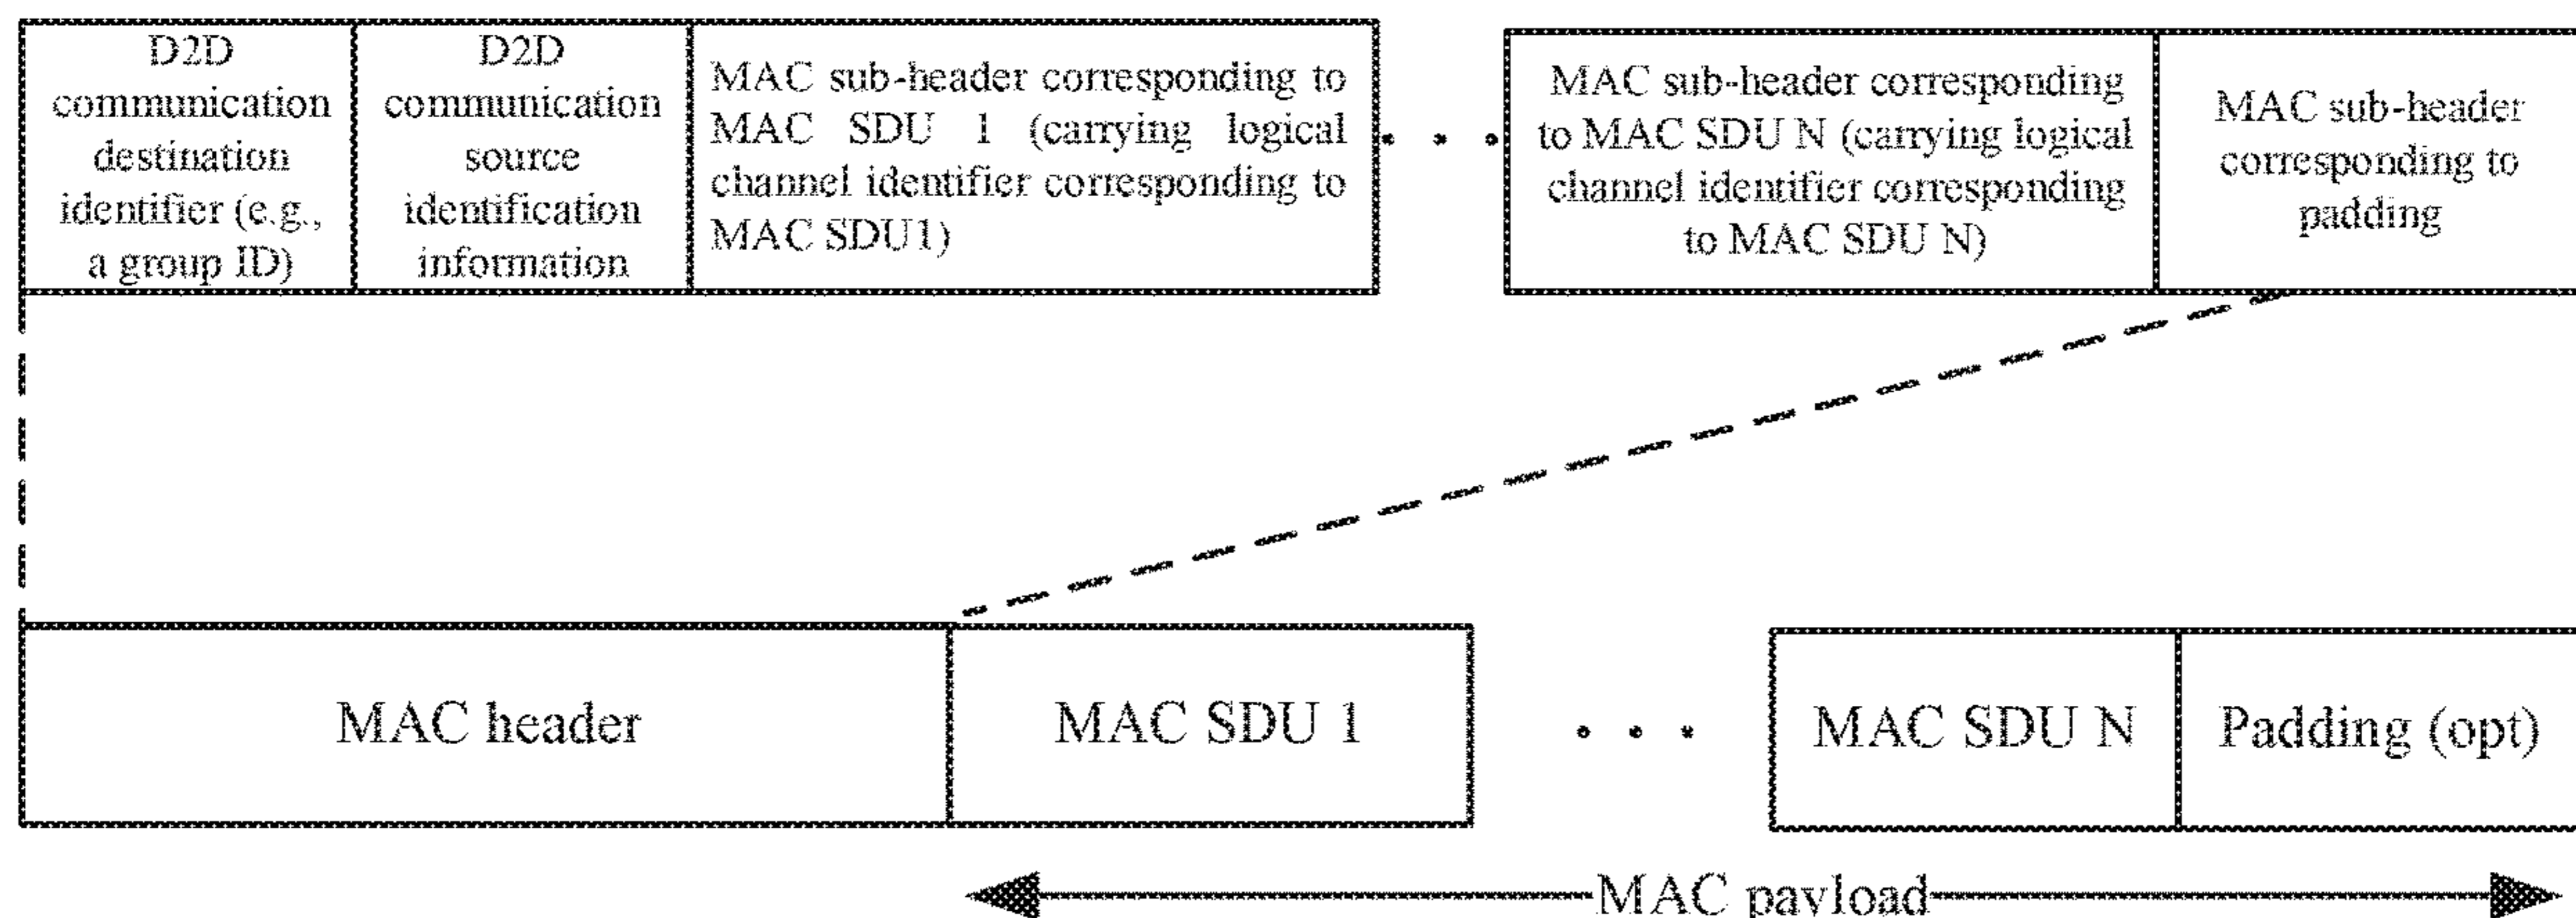 D2D
communication
destination
identifier (e.g.,
a group ID)
D2D
communication
source
identification
information
MAC sub-header corresponding to
MAC SDU 1 (carrying logical
channel identifier corresponding to
MAC SDU1)
MAC sub-header corresponding
to MAC SDU N (carrying logical
channel identifier corresponding
to MAC SDU N)
MAC sub-header
corresponding to
padding
MAC header
MAC SDU 1
MAC SDU N
Padding (opt)
MAC payload